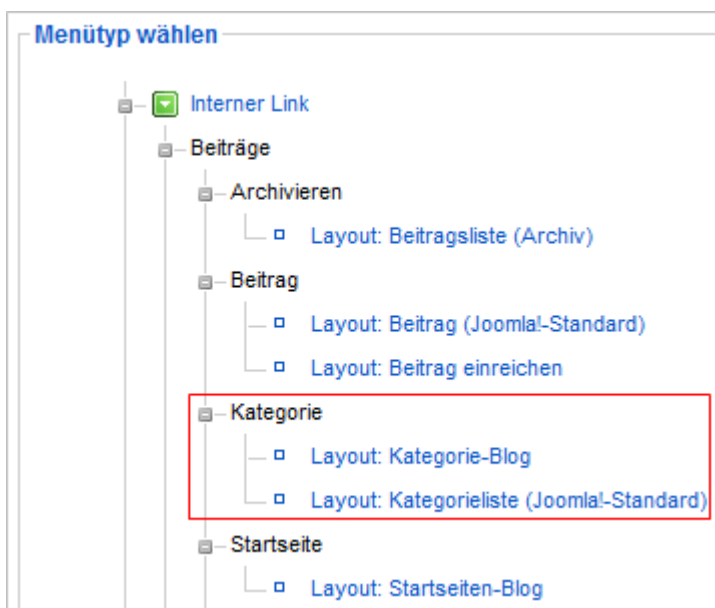 Menütyp wählen
Interner Link
Beiträge
Archivieren
Layout: Beitragsliste (Archiv)
Beitrag
Layout: Beitrag (Joomla!-Standard)
Layout: Beitrag einreichen
Kategorie
Layout: Kategorie-Blog
Layout: Kategorieliste (Joomla!-Standard)
Startseite
Layout: Startseiten-Blog